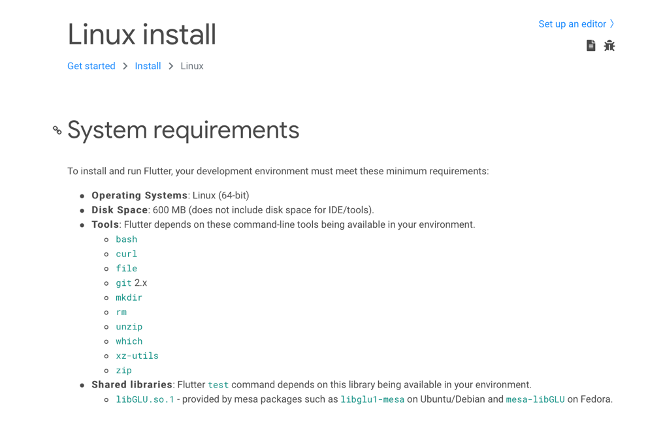 Linux install
Set up an editor
Get started Install Linux
System requirements
To install and run Flutter, your development environment must meet these minimum requirements:
Operating Systems: Linux (64-bit)
Disk Space: 600 MB (does not include disk space for IDE/tools).
Tools: Flutter depends on these command-line tools being available in your environment.
bash
curl
file
git 2.x
mkdir
rm
unzip
which
xz-utils
zip
Shared libraries: Flutter test command depends on this library being available in your environment.
libGLU.so.1 - provided by mesa packages such as libglu1-mesa on Ubuntu/Debian and mesa-libGLU on Fedora.